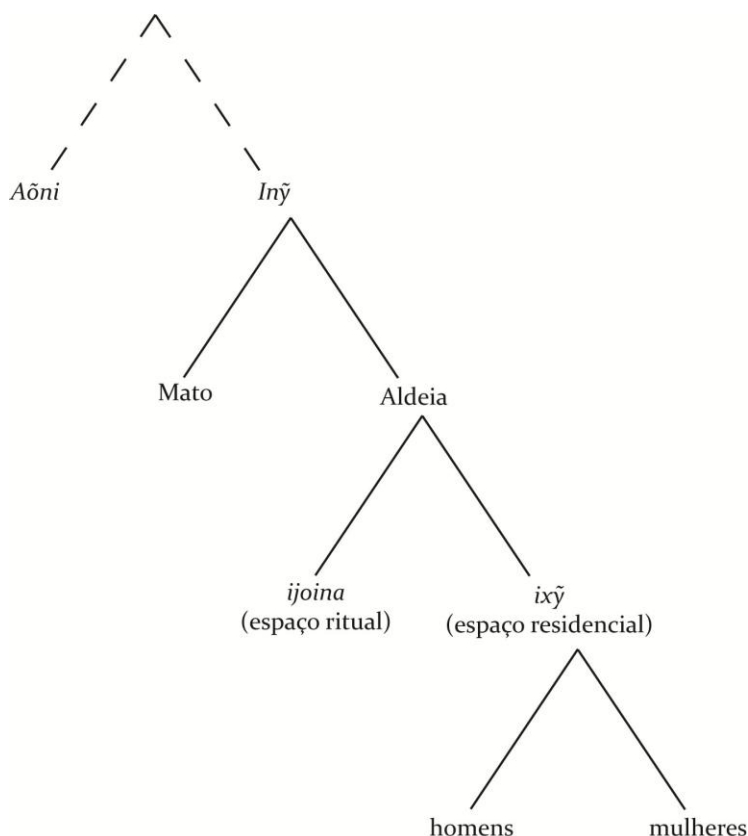 Aõni
Inỹ
Mato
Aldeia
ijoina
(espaço ritual)
ixỹ
(espaço residencial)
homens
mulheres